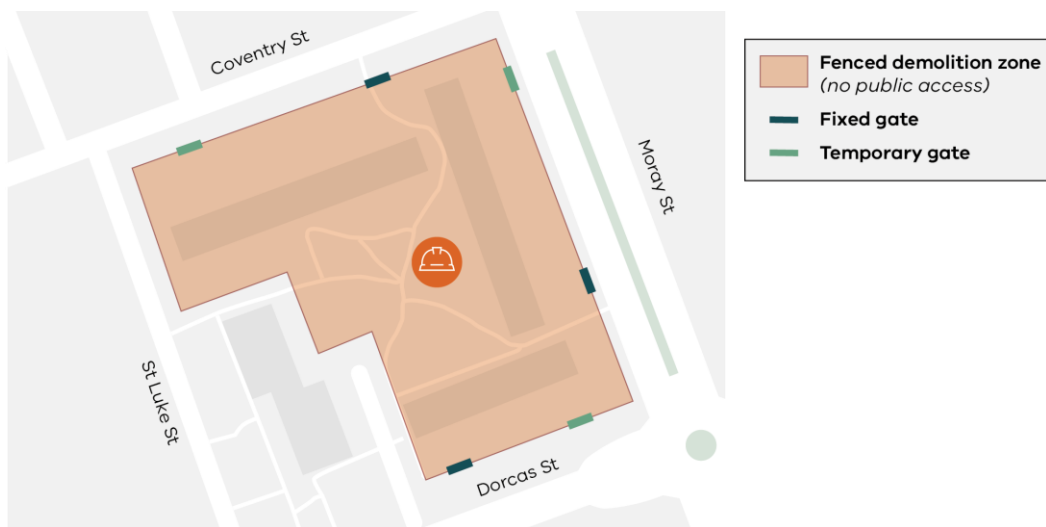 Coventry St
Moray St
St Luke St
Dorcas St
Fenced demolition zone
(no public access)
Fixed gate
Temporary gate